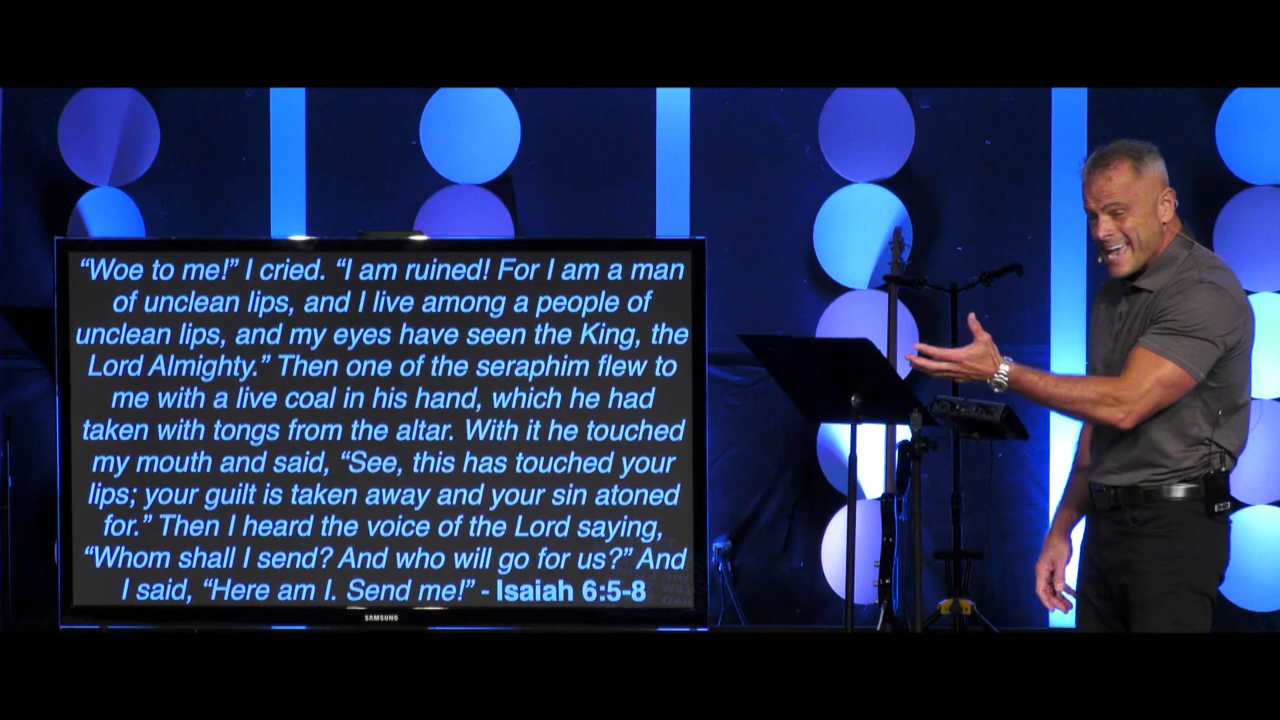 “Woe to me!” I cried. “I am ruined! For I am a man
of unclean lips, and I live among a people of
unclean lips, and my eyes have seen the King, the
Lord Almighty.” Then one of the seraphim flew to
me with a live coal in his hand, which he had
taken with tongs from the altar. With it he touched
my mouth and said, “See, this has touched your
lips; your guilt is taken away and your sin atoned
for.” Then I heard the voice of the Lord saying,
“Whom shall I send? And who will go for us?” And
I said, “Here am I. Send me!” - Isaiah 6:5-8
SAMSUNG